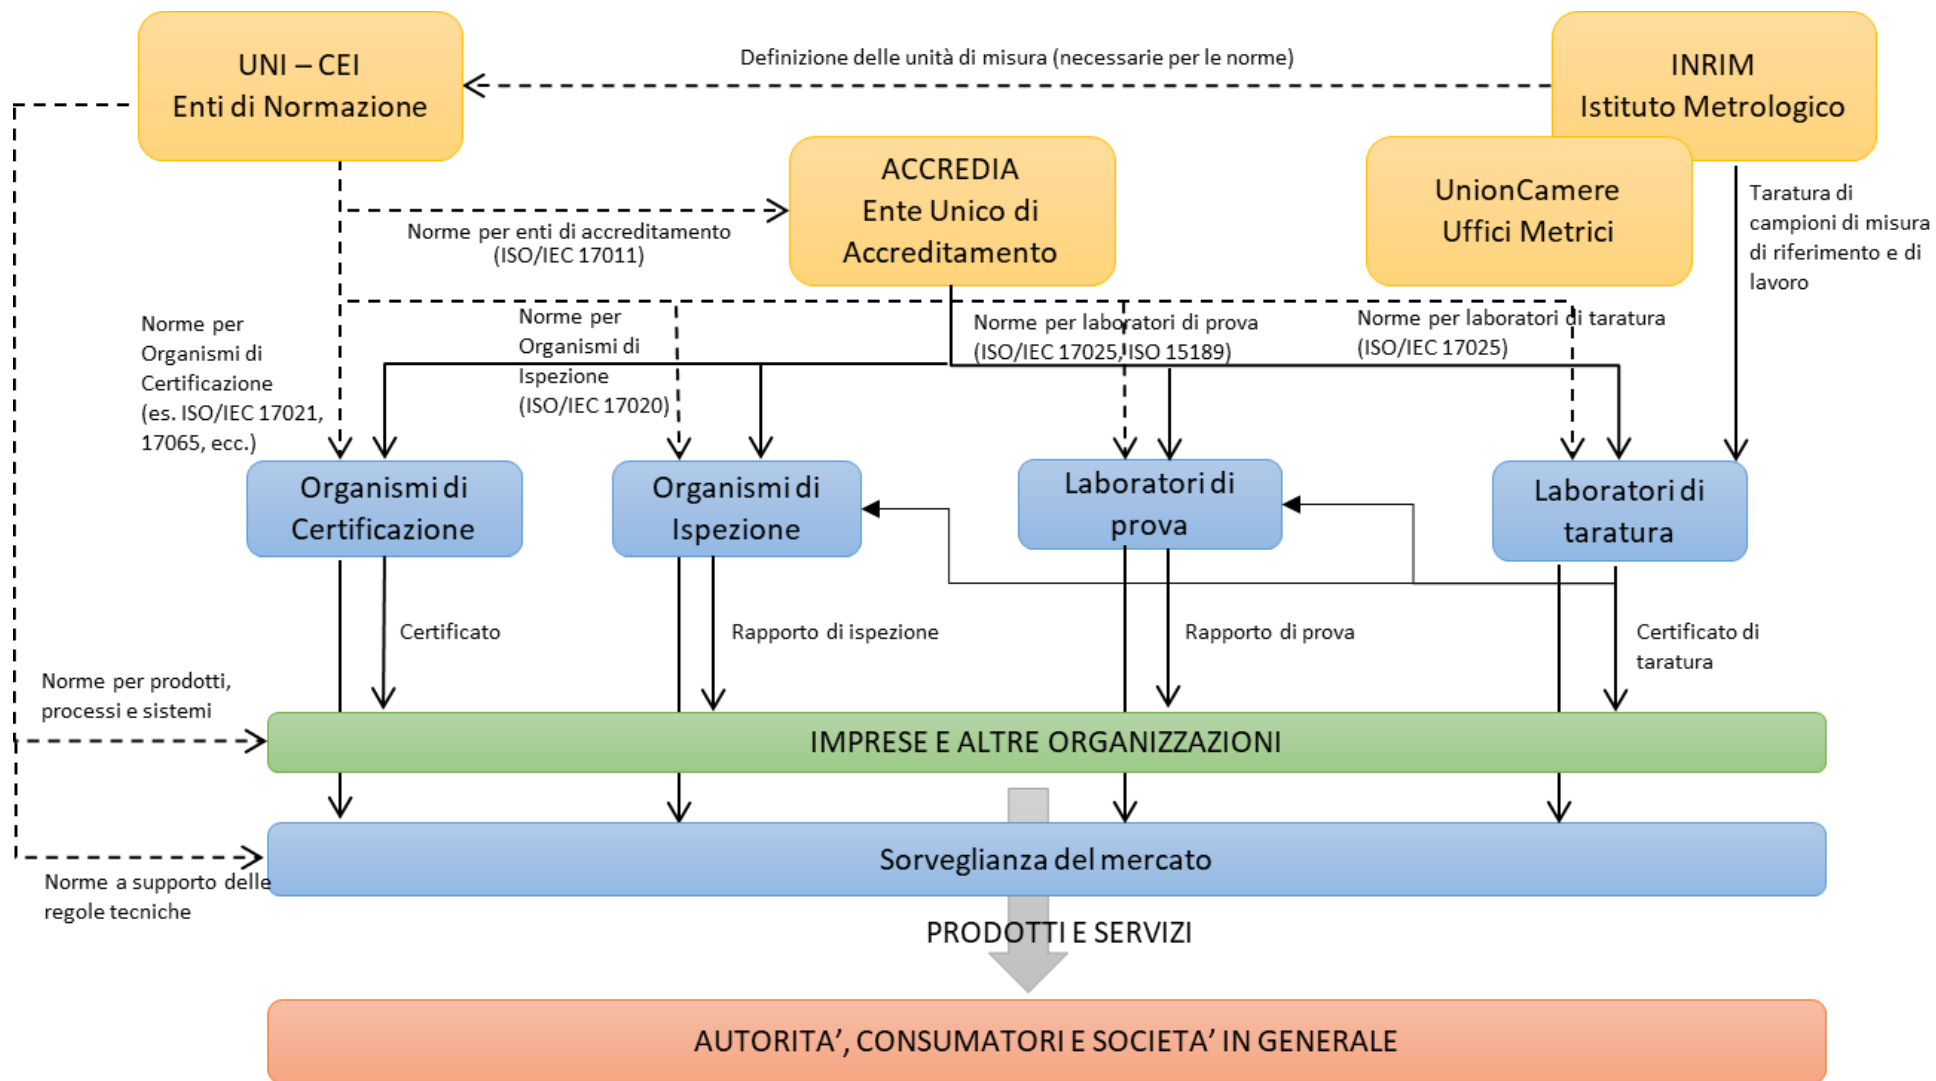 UNI – CEI
Enti di Normazione
Definizione delle unità di misura (necessarie per le norme)
INRIM
Istituto Metrologico
ACCREDIA
Ente Unico di
Accreditamento
UnionCamere
Uffici Metrici
Taratura di
campioni di misura
di riferimento e di
lavoro
Norme per enti di accreditamento
(ISO/IEC 17011)
Norme per
Organismi di
Certificazione
(es. ISO/IEC 17021,
17065, ecc.)
Norme per
Organismi di
Ispezione
(ISO/IEC 17020)
Norme per laboratori di prova
(ISO/IEC 17025, ISO 15189)
Norme per laboratori di taratura
(ISO/IEC 17025)
Organismi di
Certificazione
Organismi di
Ispezione
Laboratori di
prova
Laboratori di
taratura
Certificato
Rapporto di ispezione
Rapporto di prova
Certificato di
taratura
Norme per prodotti,
processi e sistemi
IMPRESE E ALTRE ORGANIZZAZIONI
Sorveglianza del mercato
Norme a supporto delle
regole tecniche
PRODOTTI E SERVIZI
AUTORITA’, CONSUMATORI E SOCIETA’ IN GENERALE